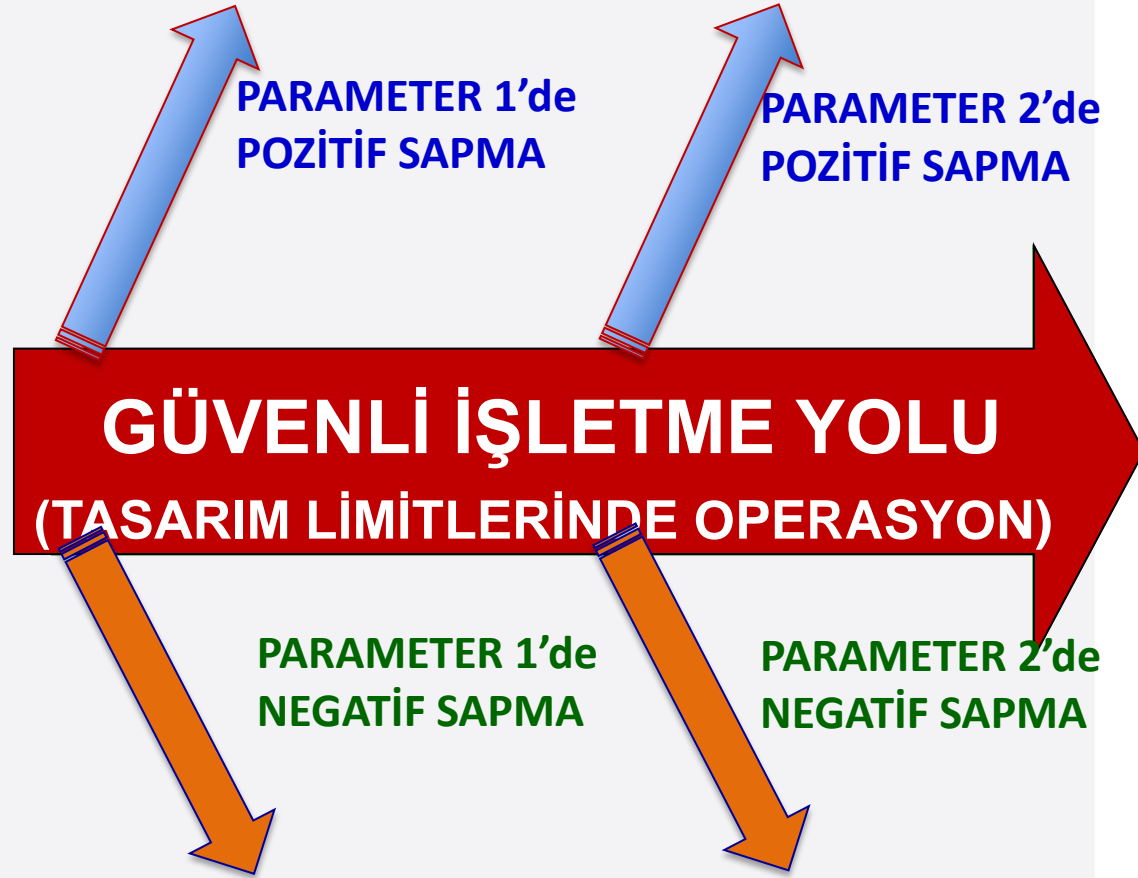 PARAMETER 1’de
POZİTİF SAPMA
PARAMETER 2’de
POZİTİF SAPMA
GÜVENLİ İŞLETME YOLU
(TASARIM LİMİTLERİNDE OPERASYON)
PARAMETER 1’de
NEGATİF SAPMA
PARAMETER 2’de
NEGATİF SAPMA